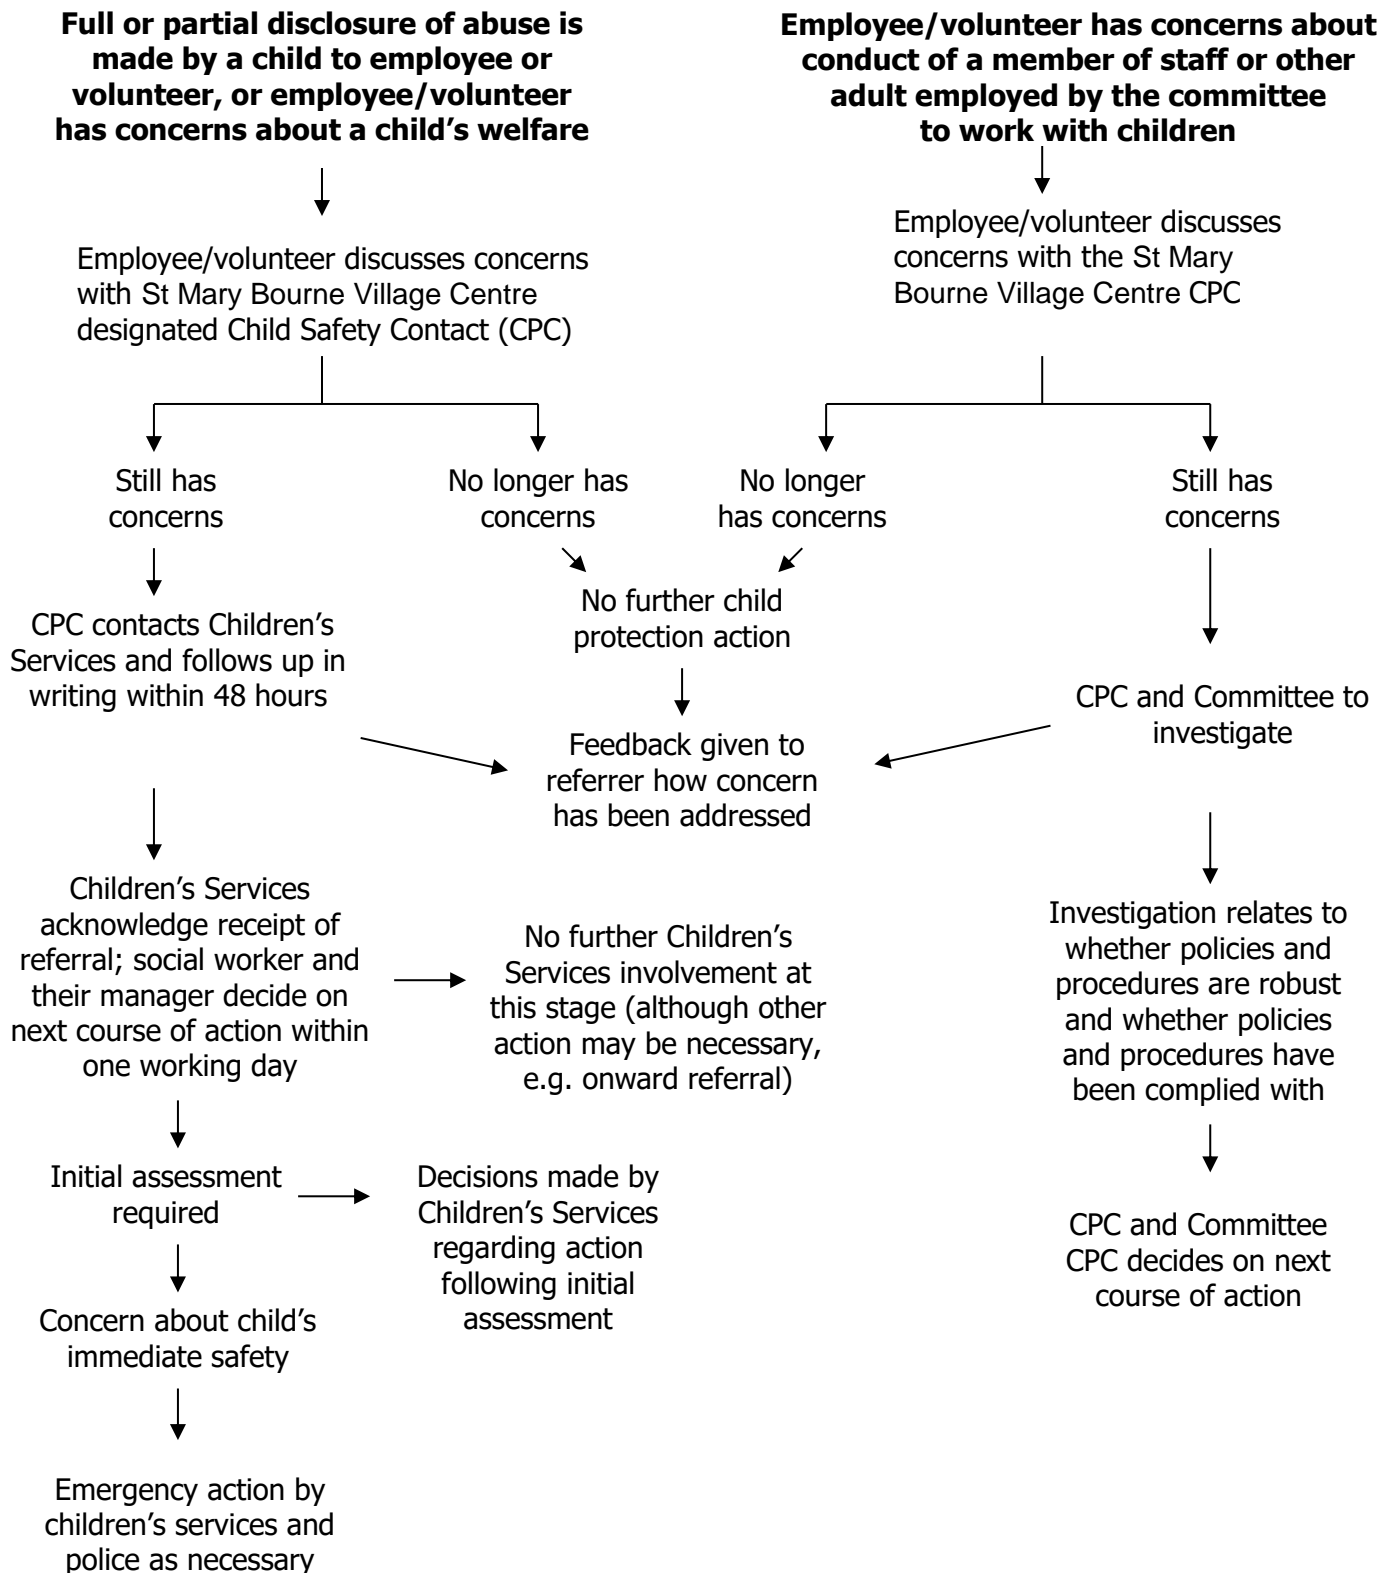 Full or partial disclosure of abuse is
made by a child to employee or
volunteer, or employee/volunteer
has concerns about a child’s welfare
Employee/volunteer has concerns about
conduct of a member of staff or other
adult employed by the committee
to work with children
Employee/volunteer discusses concerns
with St Mary Bourne Village Centre
designated Child Safety Contact (CPC)
Employee/volunteer discusses
concerns with the St Mary
Bourne Village Centre CPC
Still has
concerns
No longer has
concerns
No longer
has concerns
Still has
concerns
CPC contacts Children’s
Services and follows up in
writing within 48 hours
No further child
protection action
CPC and Committee to
investigate
Feedback given to
referrer how concern
has been addressed
Children’s Services
acknowledge receipt of
referral; social worker and
their manager decide on
next course of action within
one working day
No further Children’s
Services involvement at
this stage (although other
action may be necessary,
e.g. onward referral)
Investigation relates to
whether policies and
procedures are robust
and whether policies
and procedures have
been complied with
Initial assessment
required
Decisions made by
Children’s Services
regarding action
following initial
assessment
CPC and Committee
CPC decides on next
course of action
Concern about child’s
immediate safety
Emergency action by
children’s services and
police as necessary